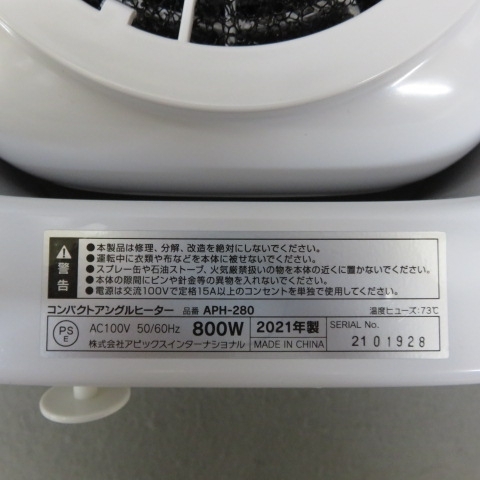 警告
●本製品は修理、分解、改造を絶対にしないでください。
●運転中に衣類や布などを本体に被せないでください。
●スプレー缶や石油ストーブ、火気厳禁扱いの物を本体の近くに置かないでください。
●本体の隙間にピンや針金等の異物を入れないでください。
●電源は交流100Vで定格15A以上のコンセントを単独で使用してください。
コンパクトアングルヒーター 品番 APH-280 温度ヒューズ:73℃
PSE
AC100V 50/60Hz 800W 2021年製 SERIAL No.
株式会社アピックスインターナショナル MADE IN CHINA 2101928